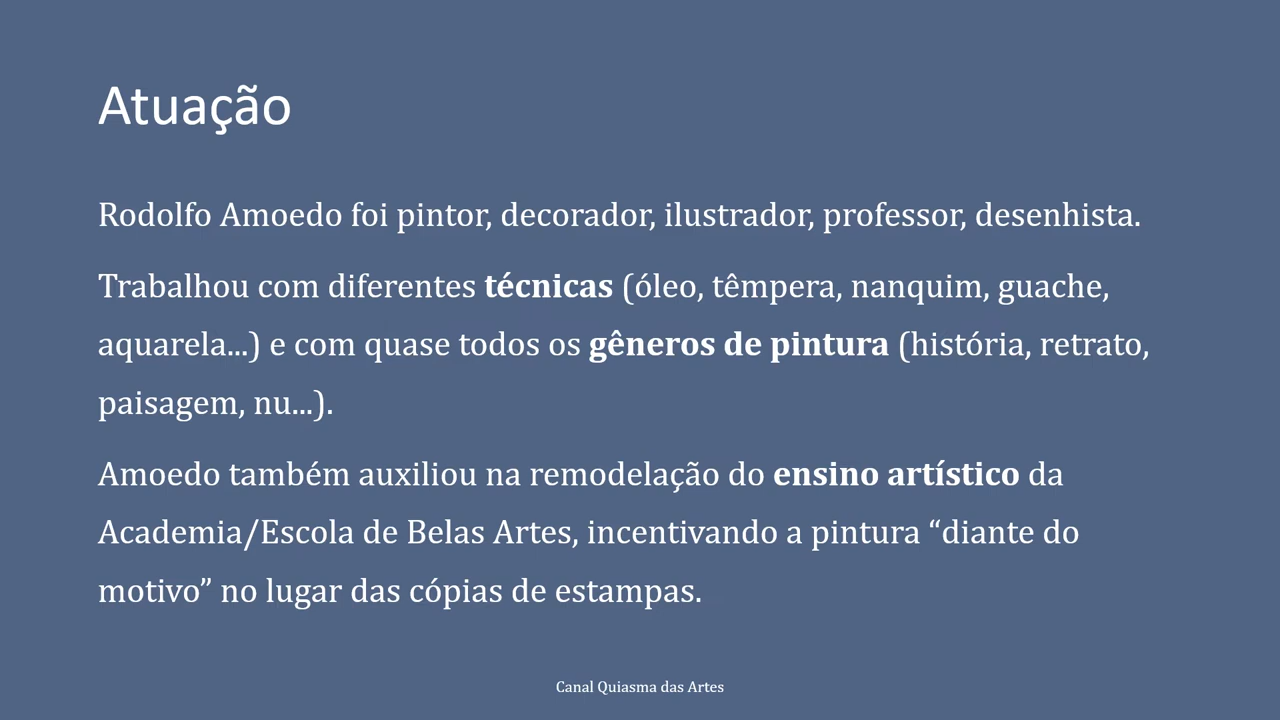 Atuação
Rodolfo Amoedo foi pintor, decorador, ilustrador, professor, desenhista.
Trabalhou com diferentes técnicas (óleo, têmpera, nanquim, guache,
aquarela...) e com quase todos os gêneros de pintura (história, retrato,
paisagem, nu...).
Amoedo também auxiliou na remodelação do ensino artístico da
Academia/Escola de Belas Artes, incentivando a pintura “diante do
motivo” no lugar das cópias de estampas.
Canal Quiasma das Artes